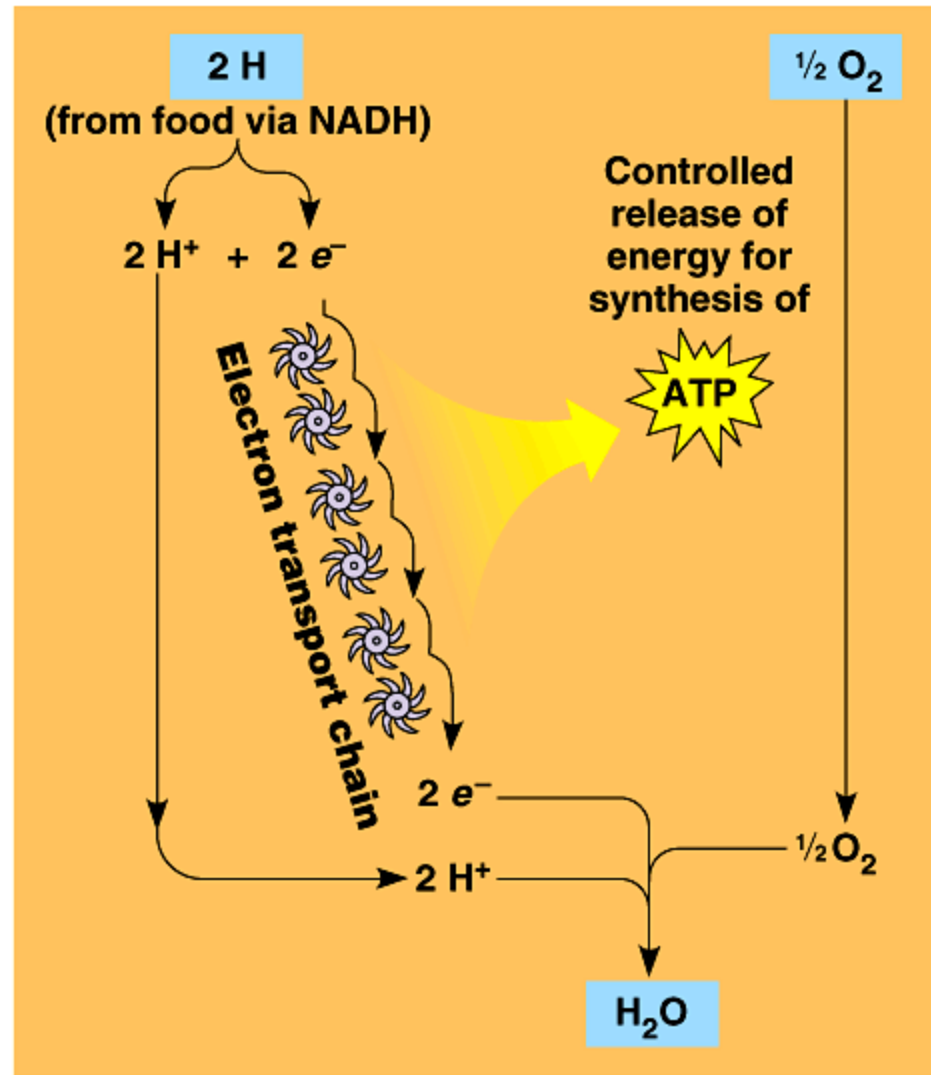 2 H
(from food via NADH)
½ O₂
Controlled
release of
energy for
synthesis of
ATP
2 H⁺ + 2 e⁻
Electron transport chain
2 e⁻
2 H⁺
½ O₂
H₂O